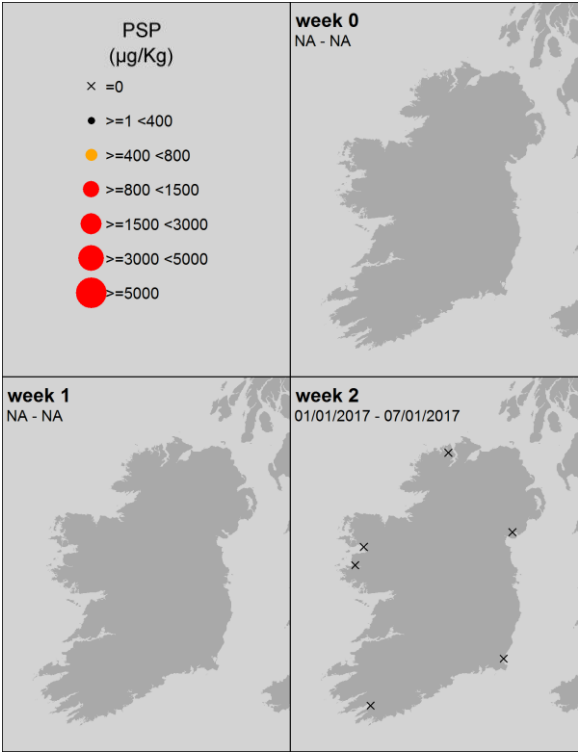 PSP
(µg/Kg)
=0
>=1 <400
>=400 <800
>=800 <1500
>=1500 <3000
>=3000 <5000
>=5000
week 0
NA - NA
week 1
NA - NA
week 2
01/01/2017 - 07/01/2017